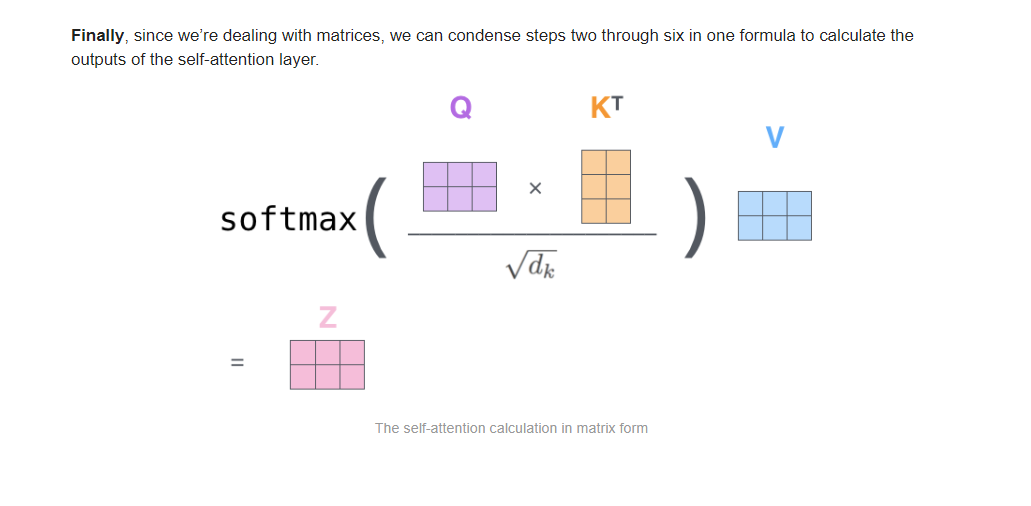 Finally, since we’re dealing with matrices, we can condense steps two through six in one formula to calculate the
outputs of the self-attention layer.
Q
KT
V
softmax
(
×
)
√dk
Z
=
The self-attention calculation in matrix form